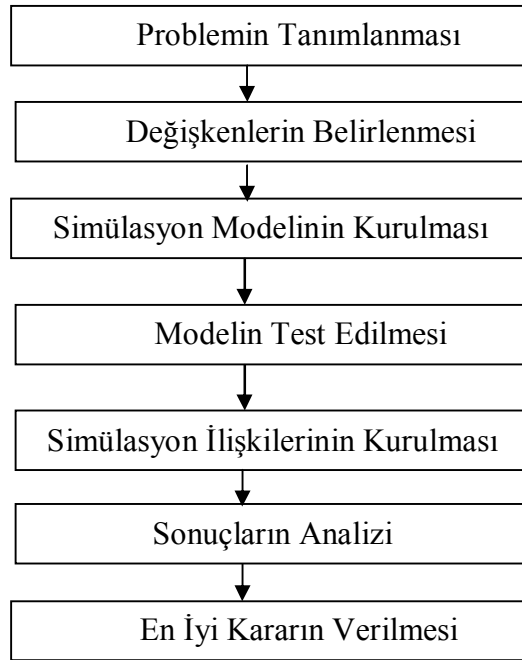 Problemin Tanımlanması
Değişkenlerin Belirlenmesi
Simülasyon Modelinin Kurulması
Modelin Test Edilmesi
Simülasyon İlişkilerinin Kurulması
Sonuçların Analizi
En İyi Kararın Verilmesi